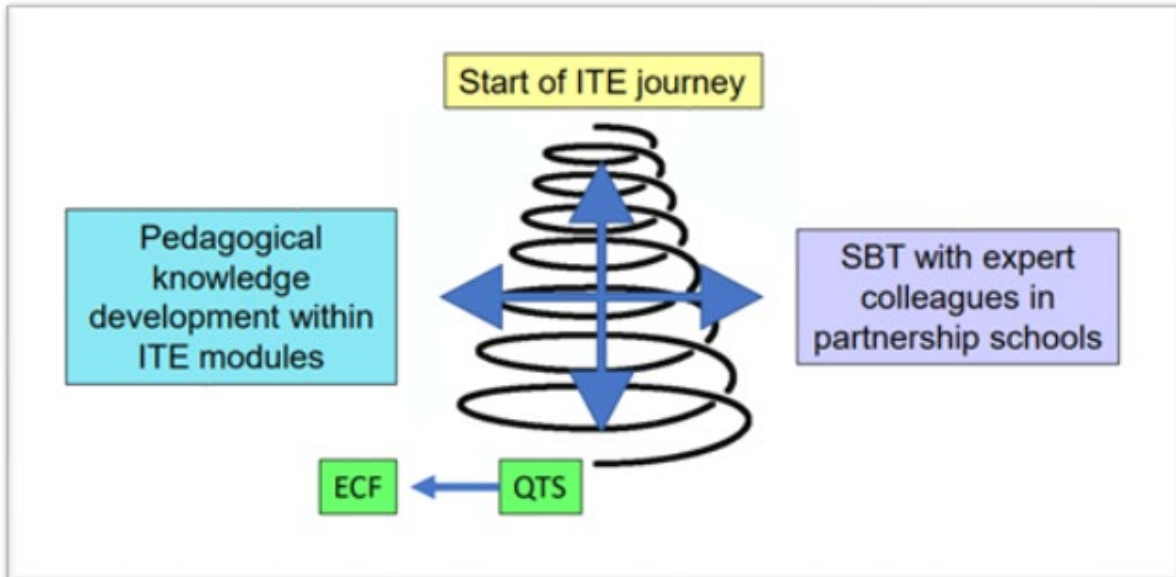 Start of ITE journey
Pedagogical
knowledge
development within
ITE modules
SBT with expert
colleagues in
partnership schools
ECF
QTS